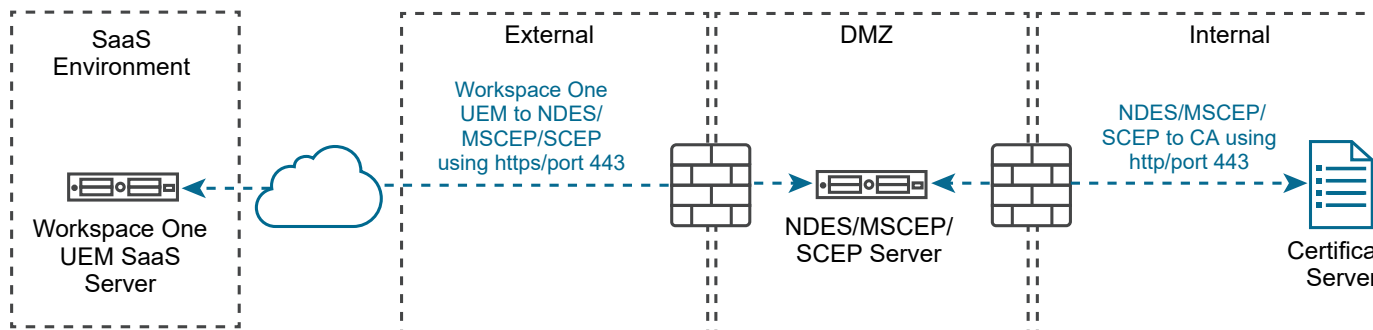 SaaS
Environment
External
DMZ
Internal
Workspace One
UEM to NDES/
MSCEP/SCEP
using https/port 443
NDES/MSCEP/
SCEP to CA using
http/port 443
Workspace One
UEM SaaS
Server
NDES/MSCEP/
SCEP Server
Server